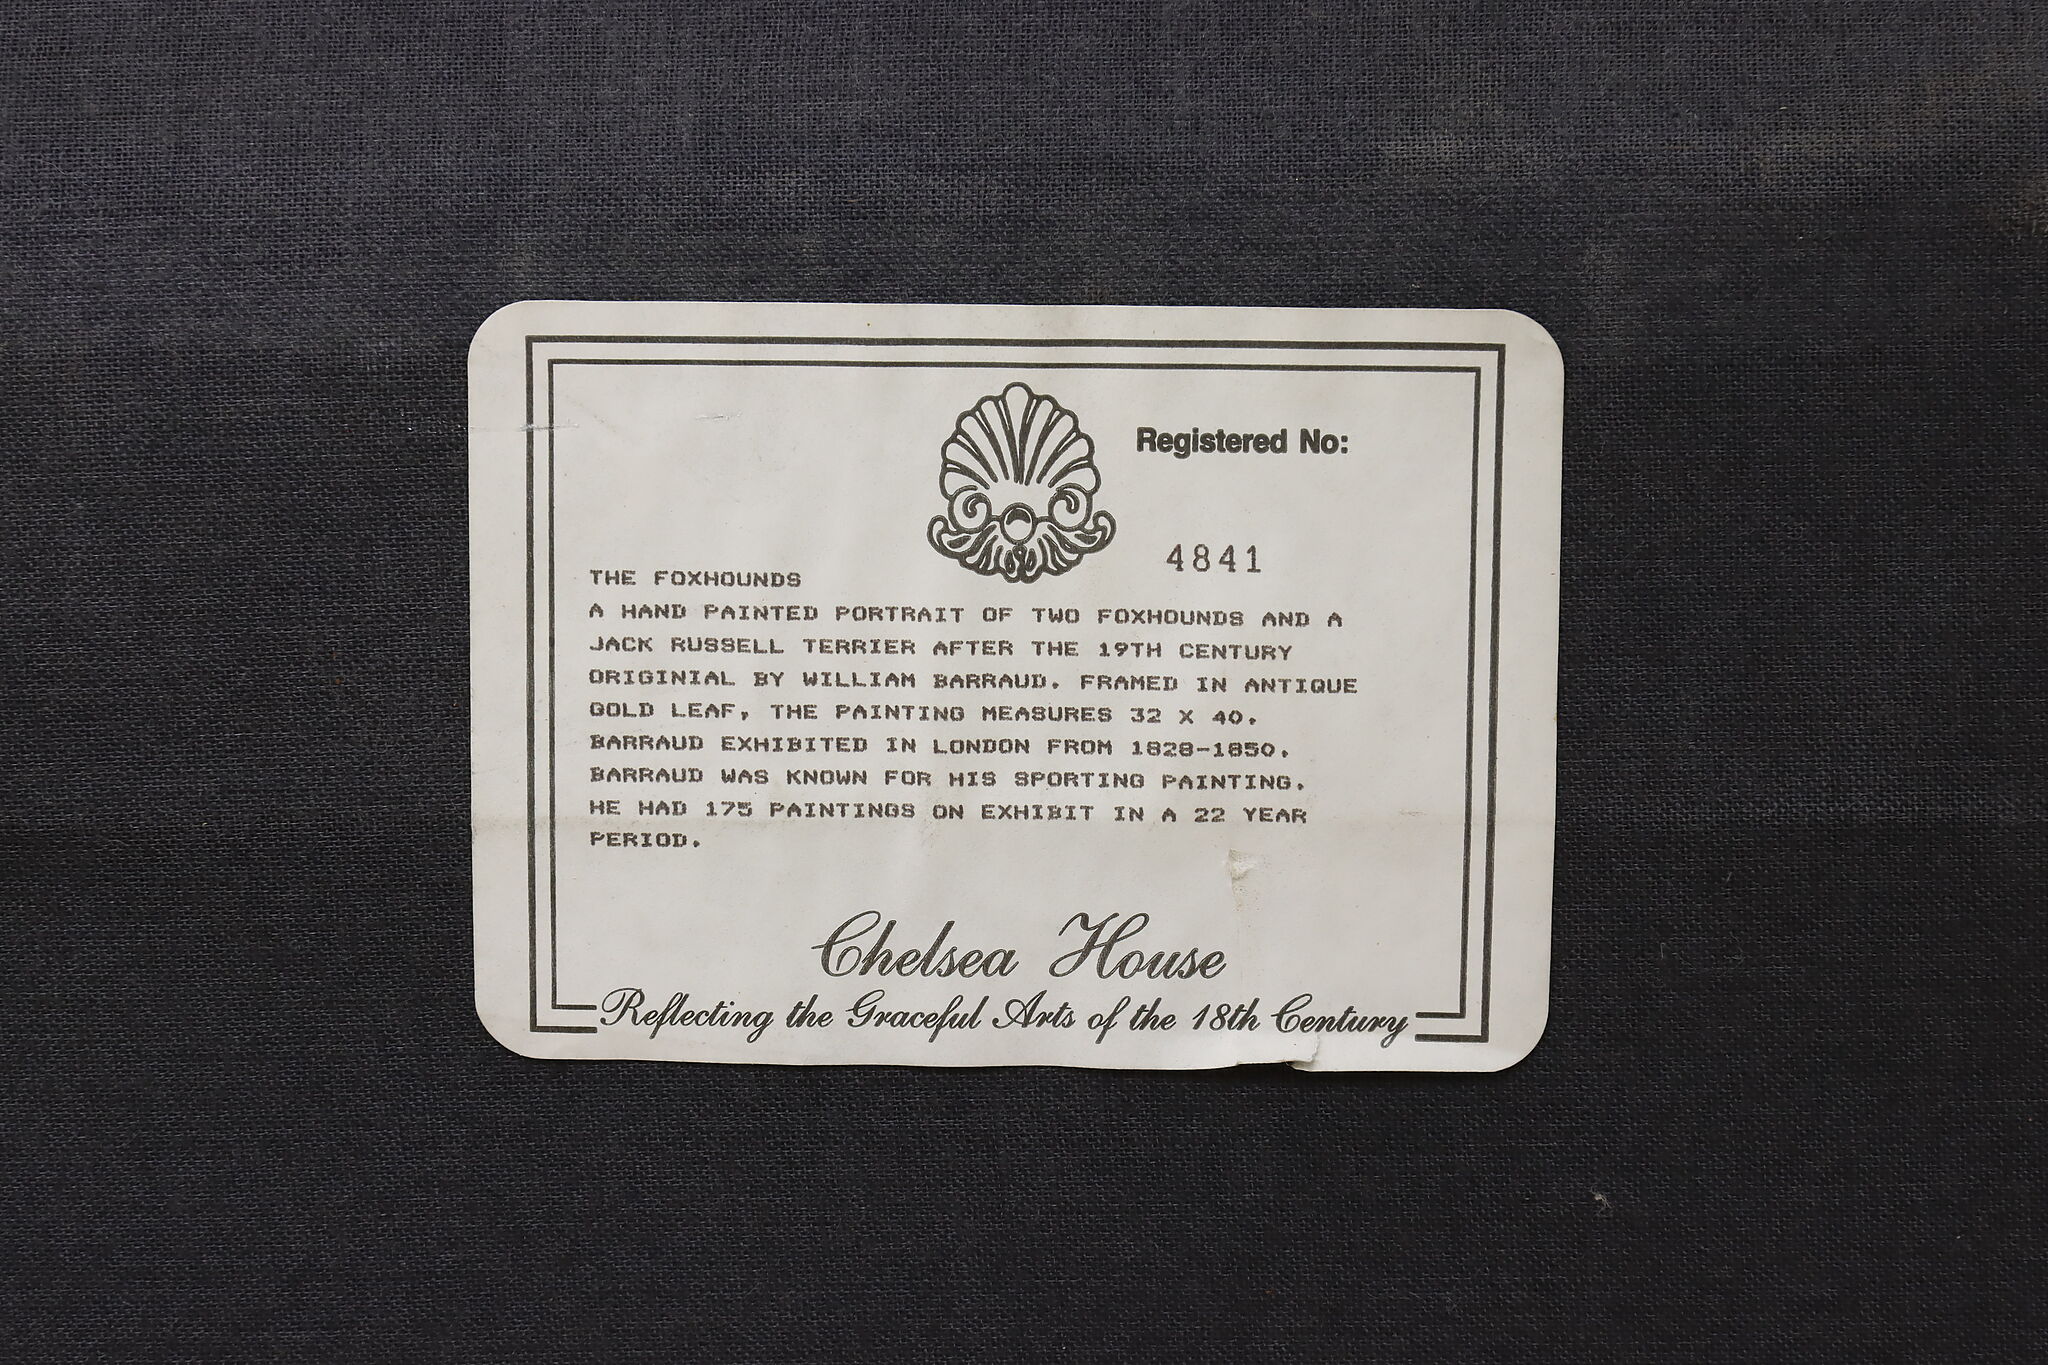 Registered No:
4841
THE FOXHOUNDS
A HAND PAINTED PORTRAIT OF TWO FOXHOUNDS AND A
JACK RUSSELL TERRIER AFTER THE 19TH CENTURY
ORIGINIAL BY WILLIAM BARRAUD. FRAMED IN ANTIQUE
GOLD LEAF, THE PAINTING MEASURES 32 X 40.
BARRAUD EXHIBITED IN LONDON FROM 1828-1850.
BARRAUD WAS KNOWN FOR HIS SPORTING PAINTING.
HE HAD 175 PAINTINGS ON EXHIBIT IN A 22 YEAR
PERIOD.
Chelsea House
Reflecting the Graceful Arts of the 18th Century